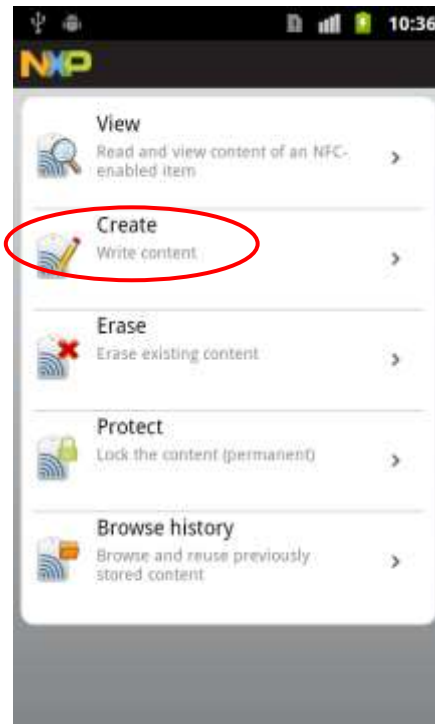 10:36
NXP
View
Read and view content of an NFC-
enabled item
Create
Write content
Erase
Erase existing content
Protect
Lock the content (permanent)
Browse history
Browse and reuse previously
stored content